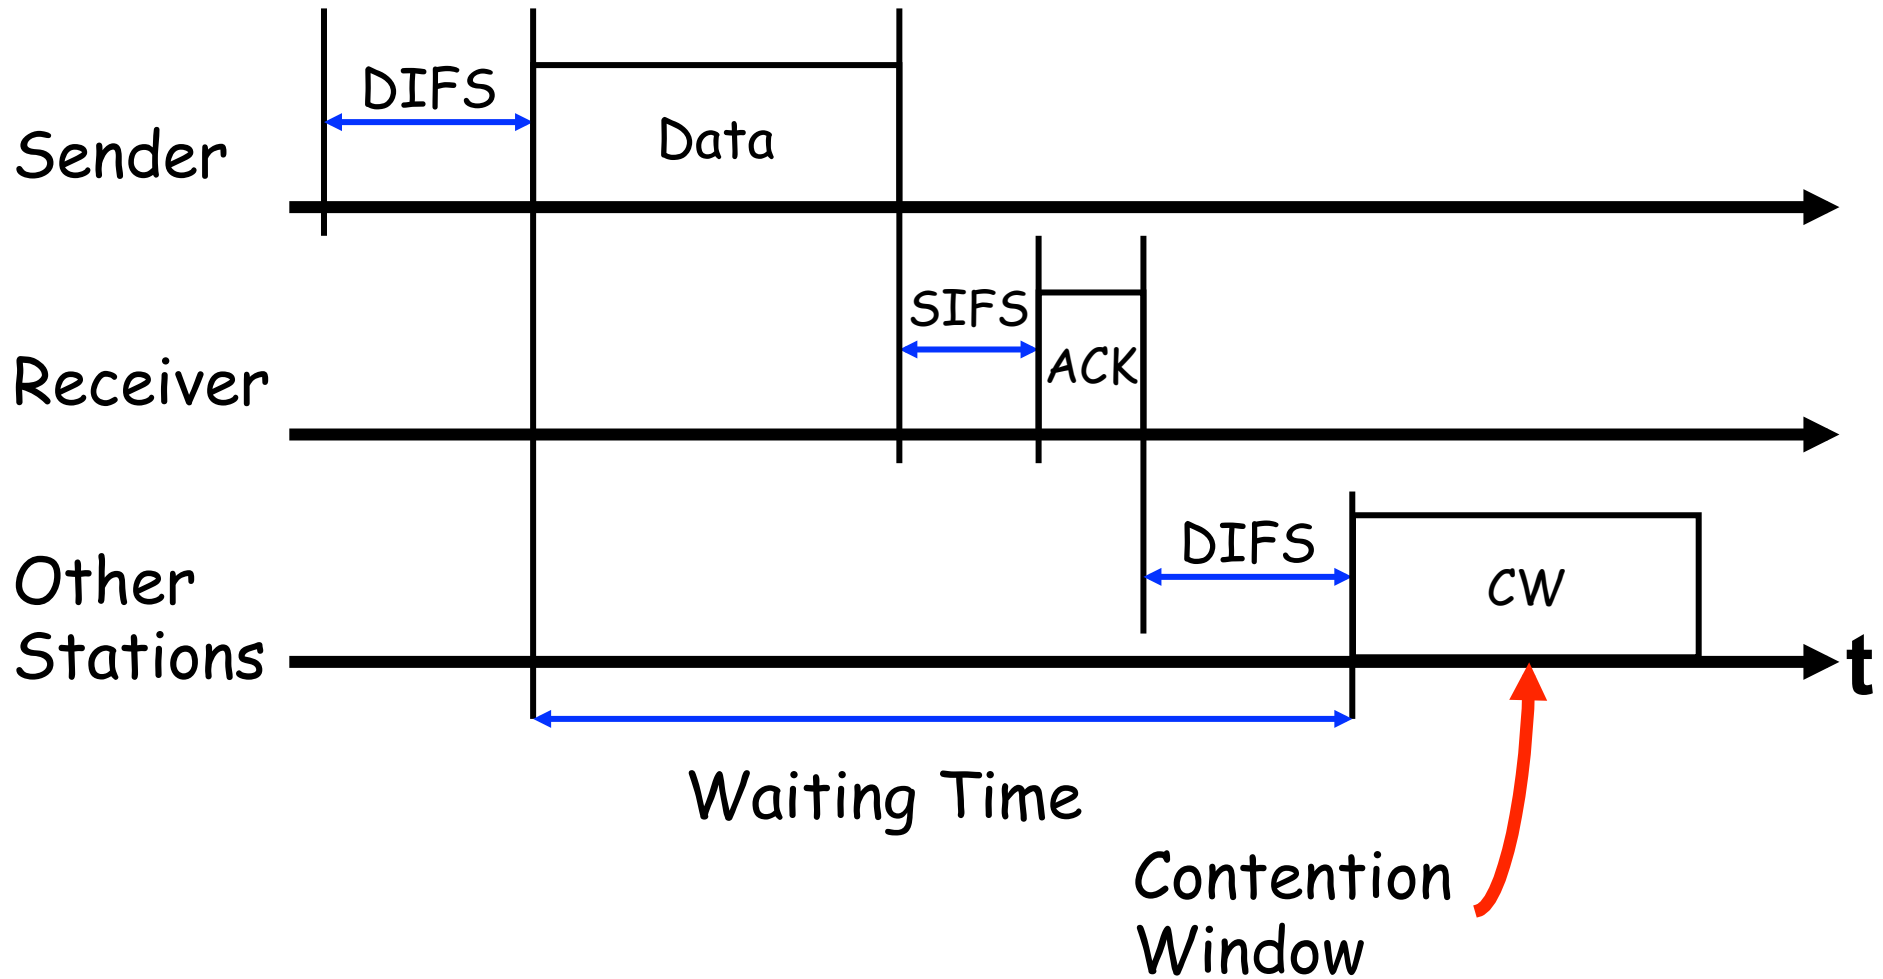 DIFS
Data
Sender
SIFS
ACK
Receiver
DIFS
CW
Other
Stations
t
Waiting Time
Contention
Window